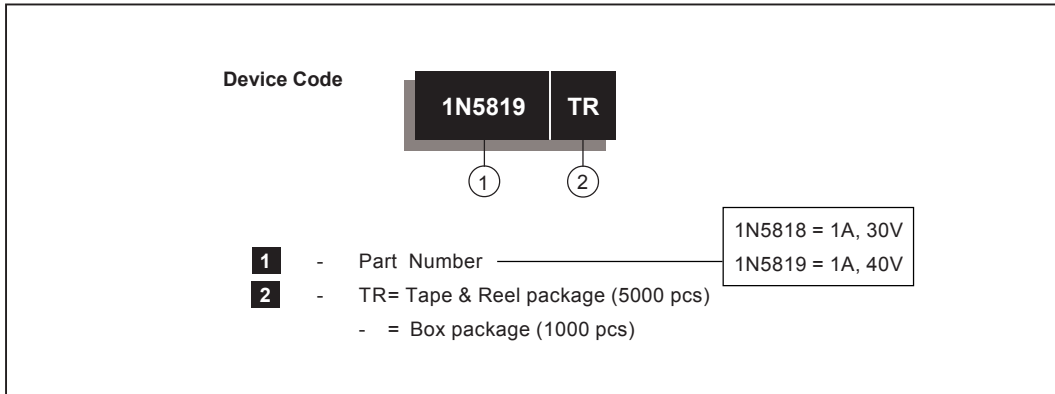 Device Code
1N5819 TR
1 2
1N5818 = 1A, 30V
1 - Part Number 1N5819 = 1A, 40V
2 - TR= Tape & Reel package (5000 pcs)
- = Box package (1000 pcs)